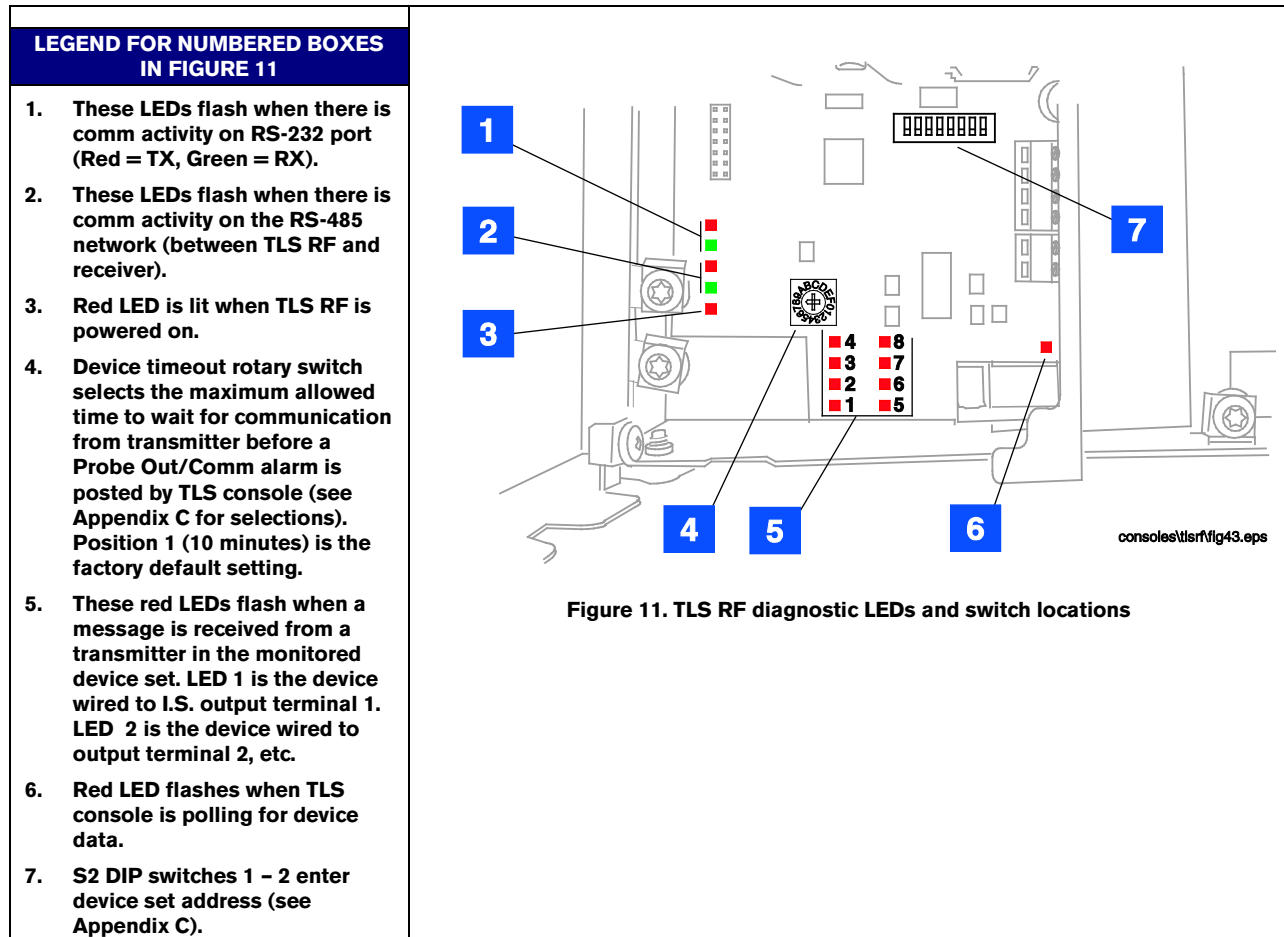 LEGEND FOR NUMBERED BOXES
IN FIGURE 11
1. These LEDs flash when there is
comm activity on RS-232 port
(Red = TX, Green = RX).
2. These LEDs flash when there is
comm activity on the RS-485
network (between TLS RF and
receiver).
3. Red LED is lit when TLS RF is
powered on.
4. Device timeout rotary switch
selects the maximum allowed
time to wait for communication
from transmitter before a
Probe Out/Comm alarm is
posted by TLS console (see
Appendix C for selections).
Position 1 (10 minutes) is the
factory default setting.
5. These red LEDs flash when a
message is received from a
transmitter in the monitored
device set. LED 1 is the device
wired to I.S. output terminal 1.
LED 2 is the device wired to
output terminal 2, etc.
6. Red LED flashes when TLS
console is polling for device
data.
7. S2 DIP switches 1 – 2 enter
device set address (see
Appendix C).
1
2
3
7
0123456789ABCDEF
4 8
3 7
2 6
1 5
4
5
6
consoles\tlsrf\fig43.eps
Figure 11. TLS RF diagnostic LEDs and switch locations